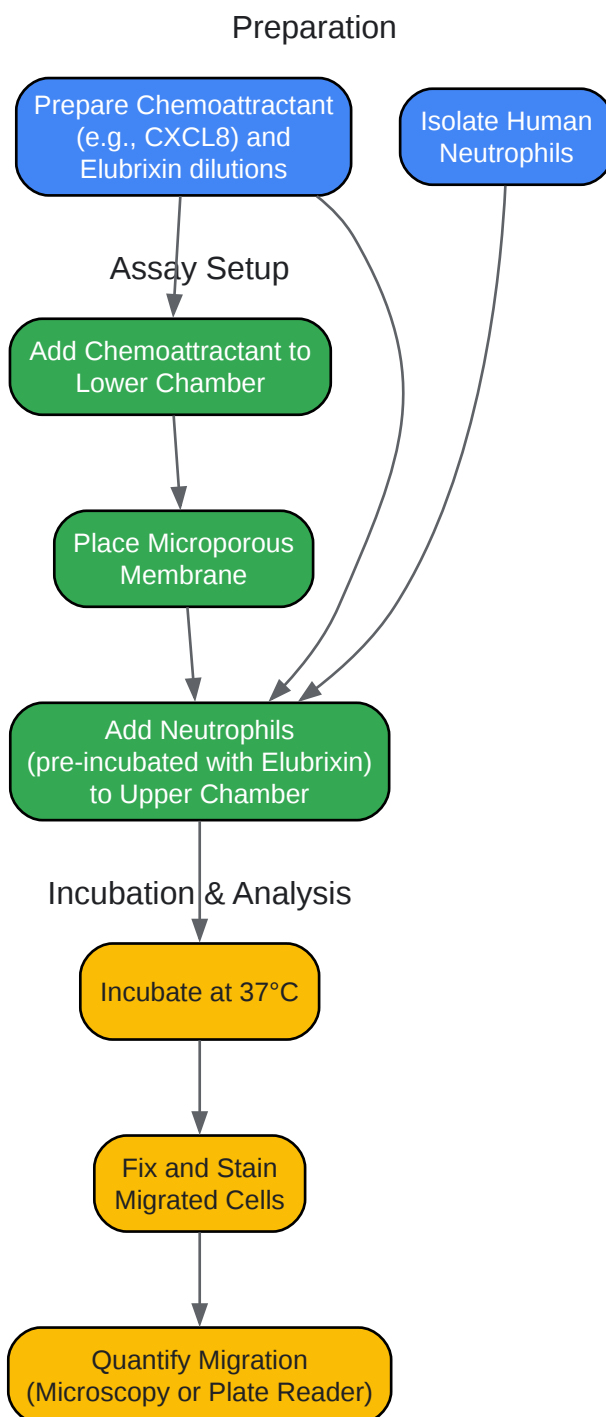 Preparation
Prepare Chemoattractant
(e.g., CXCL8) and
Elubrixin dilutions
Isolate Human
Neutrophils
Assay Setup
Add Chemoattractant to
Lower Chamber
Place Microporous
Membrane
Add Neutrophils
(pre-incubated with Elubrixin)
to Upper Chamber
Incubation & Analysis
Incubate at 37°C
Fix and Stain
Migrated Cells
Quantify Migration
(Microscopy or Plate Reader)